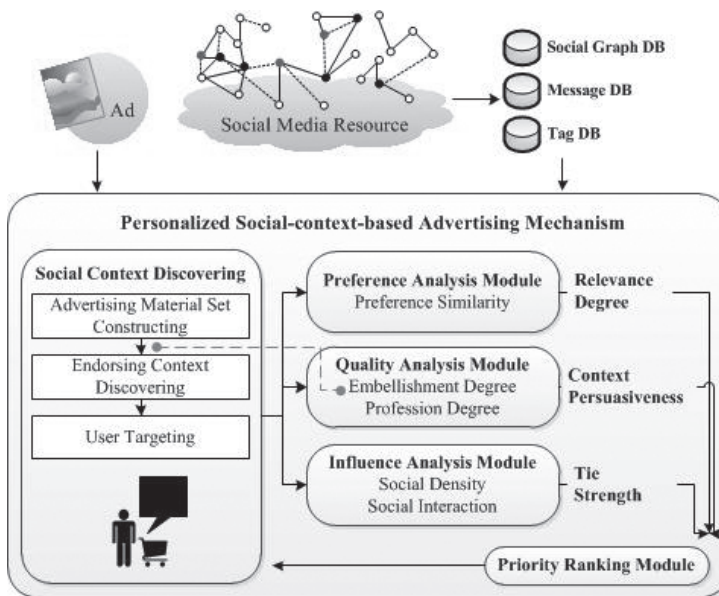 Ad
Social Media Resource
Social Graph DB
Message DB
Tag DB
Personalized Social-context-based Advertising Mechanism
Social Context Discovering
Advertising Material Set
Constructing
Endorsing Context
Discovering
User Targeting
Preference Analysis Module
Preference Similarity
Relevance
Degree
Quality Analysis Module
Embellishment Degree
Profession Degree
Context
Persuasiveness
Influence Analysis Module
Social Density
Social Interaction
Tie
Strength
Priority Ranking Module